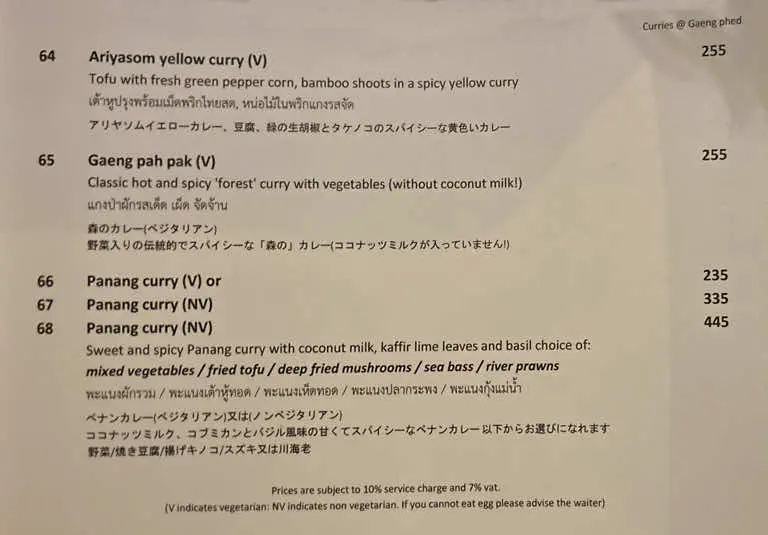 Curries @ Gaeng phed
64 Ariyasom yellow curry (V) 255
Tofu with fresh green pepper corn, bamboo shoots in a spicy yellow curry
เต้าหูปรุงพร้อมเม็ดพริกไทยสด, หน่อไม้ในพริกแกงรสจัด
アリヤソムイエローカレー、豆腐、緑の生胡椒とタケノコのスパイシーな黄色いカレー
65 Gaeng pah pak (V) 255
Classic hot and spicy 'forest' curry with vegetables (without coconut milk!)
แกงป่าผักรสเด็ด เผ็ด จัดจ้าน
森のカレー(ベジタリアン)
野菜入りの伝統的でスパイシーな「森の」カレー(ココナッツミルクが入っていません!)
66 Panang curry (V) or 235
67 Panang curry (NV) 335
68 Panang curry (NV) 445
Sweet and spicy Panang curry with coconut milk, kaffir lime leaves and basil choice of:
mixed vegetables / fried tofu / deep fried mushrooms / sea bass / river prawns
พะแนงผักรวม / พะแนงเต้าหู้ทอด / พะแนงเห็ดทอด / พะแนงปลากระพง / พะแนงกุ้งแม่น้ำ
ペナンカレー(ベジタリアン)又は(ノンベジタリアン)
ココナッツミルク、コブミカンとバジル風味の甘くてスパイシーなペナンカレー以下からお選びになれます
野菜/焼き豆腐/揚げキノコ/スズキ又は川海老
Prices are subject to 10% service charge and 7% vat.
(V indicates vegetarian: NV indicates non vegetarian. If you cannot eat egg please advise the waiter)